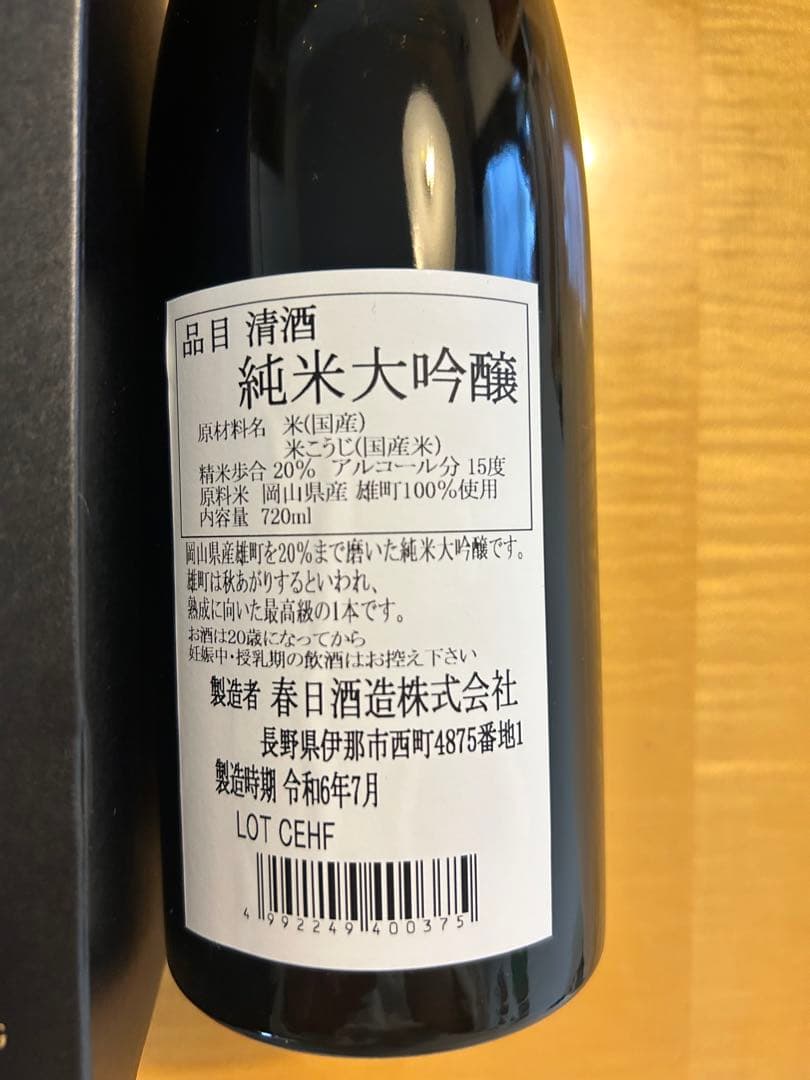 品目 清酒
純米大吟醸
原材料名 米(国産)
米こうじ(国産米)
精米歩合 20% アルコール分 15度
原料米 岡山県産 雄町100%使用
内容量 720ml
岡山県産雄町を20%まで磨いた純米大吟醸です。
雄町は秋あがりするといわれ、
熟成に向いた最高級の1本です。
お酒は20歳になってから
妊娠中・授乳期の飲酒はお控え下さい
製造者 春日酒造株式会社
長野県伊那市西町4875番地1
製造時期 令和6年7月
LOT CEHF
4 992249 400375